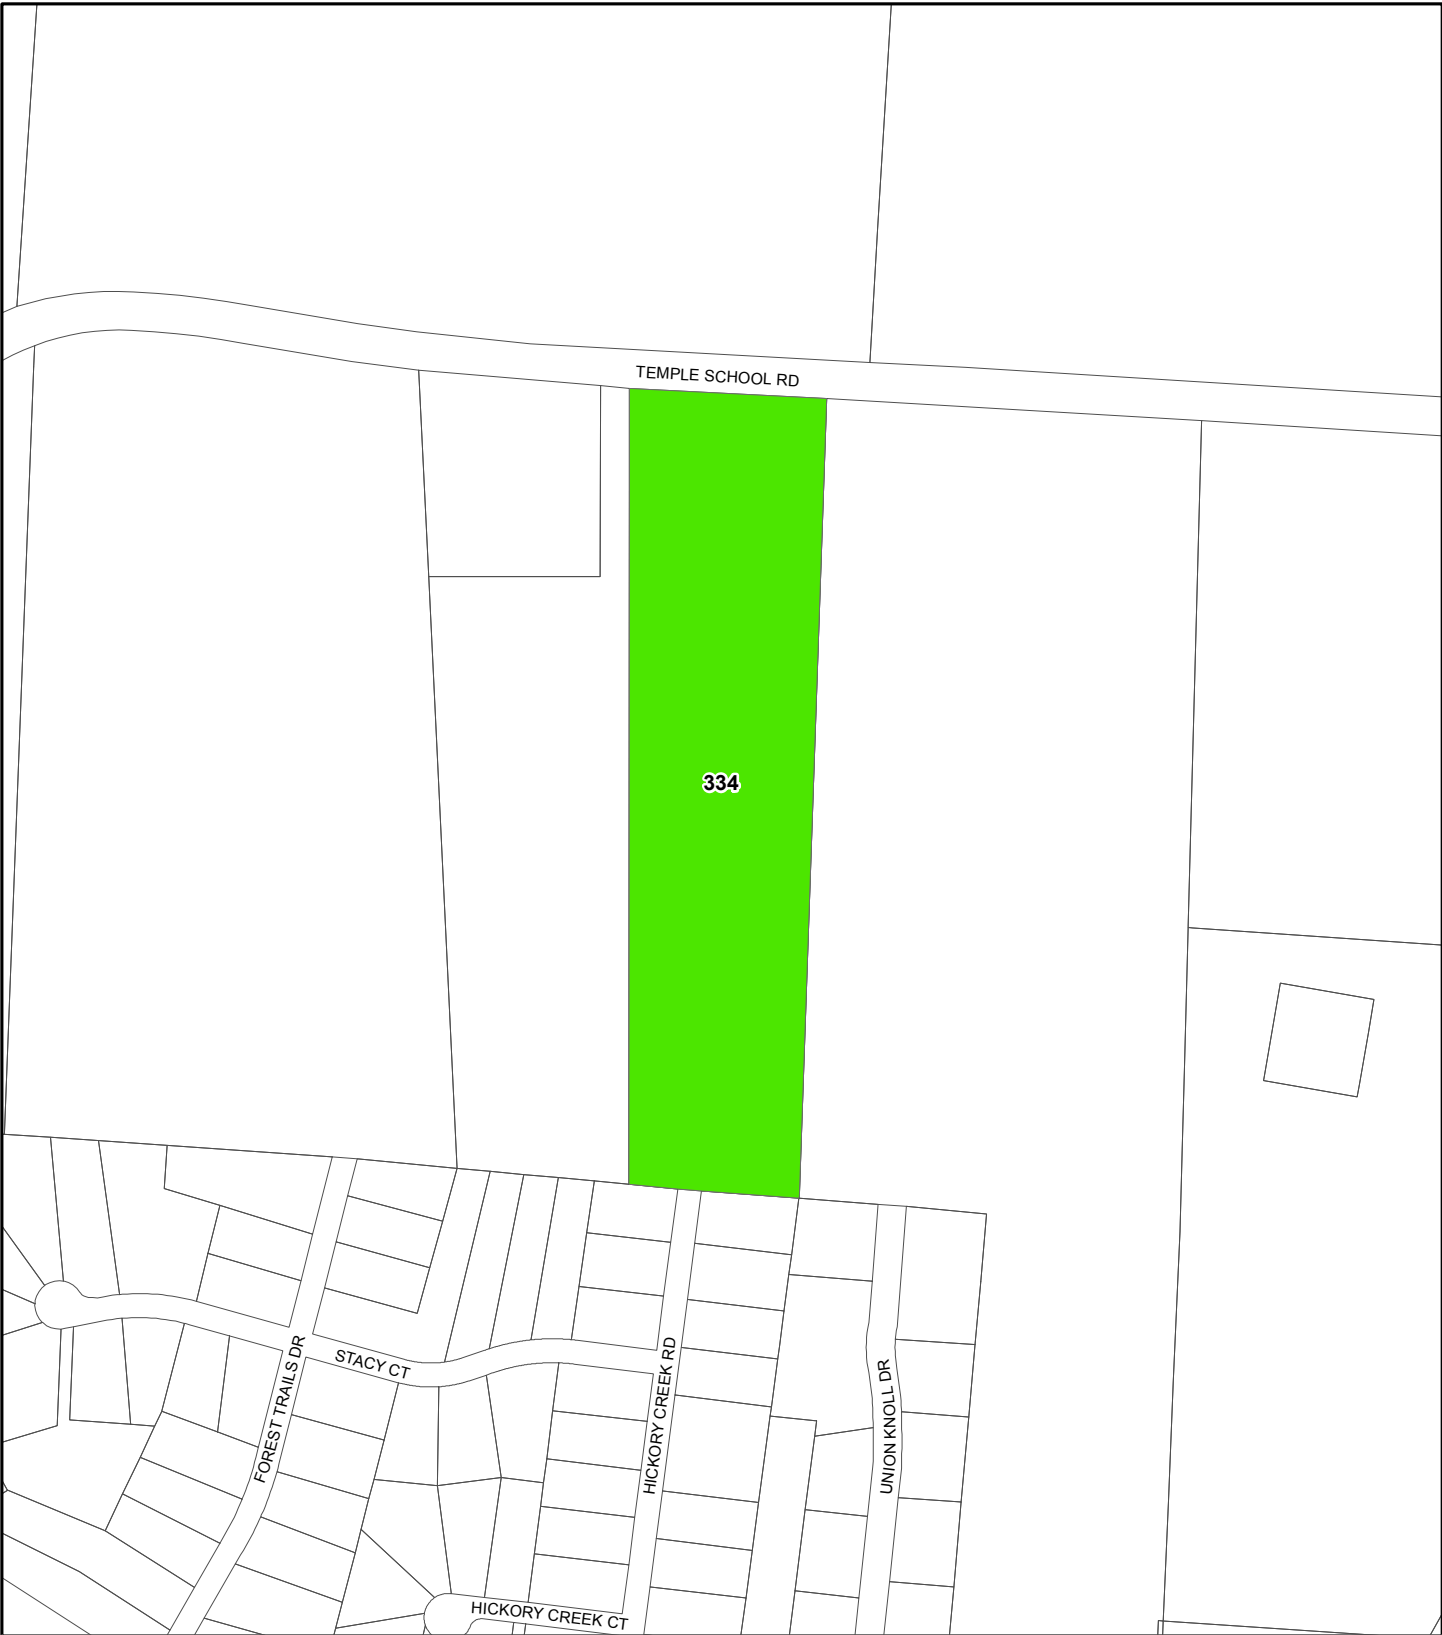 TEMPLE SCHOOL RD
334
FOREST TRAILS DR
STACY CT
HICKORY CREEK RD
UNION KNOLL DR
HICKORY CREEK CT